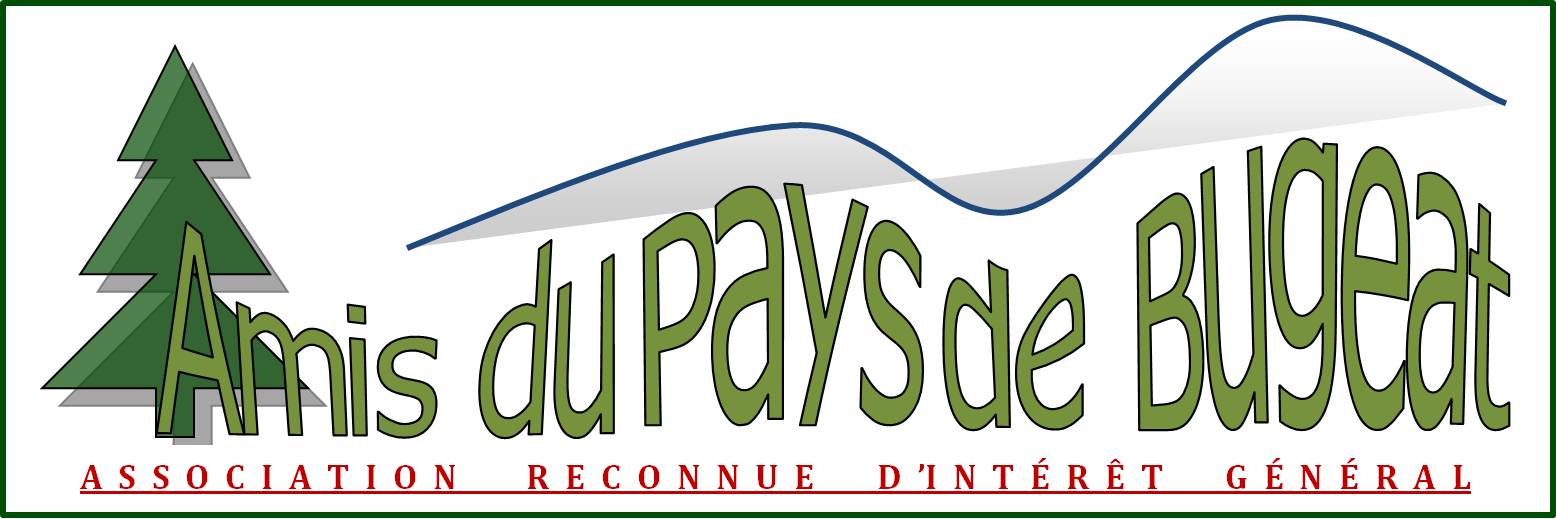 Amis du Pays de Bugeat
ASSOCIATION RECONNUE D'INTÉRÊT GÉNÉRAL